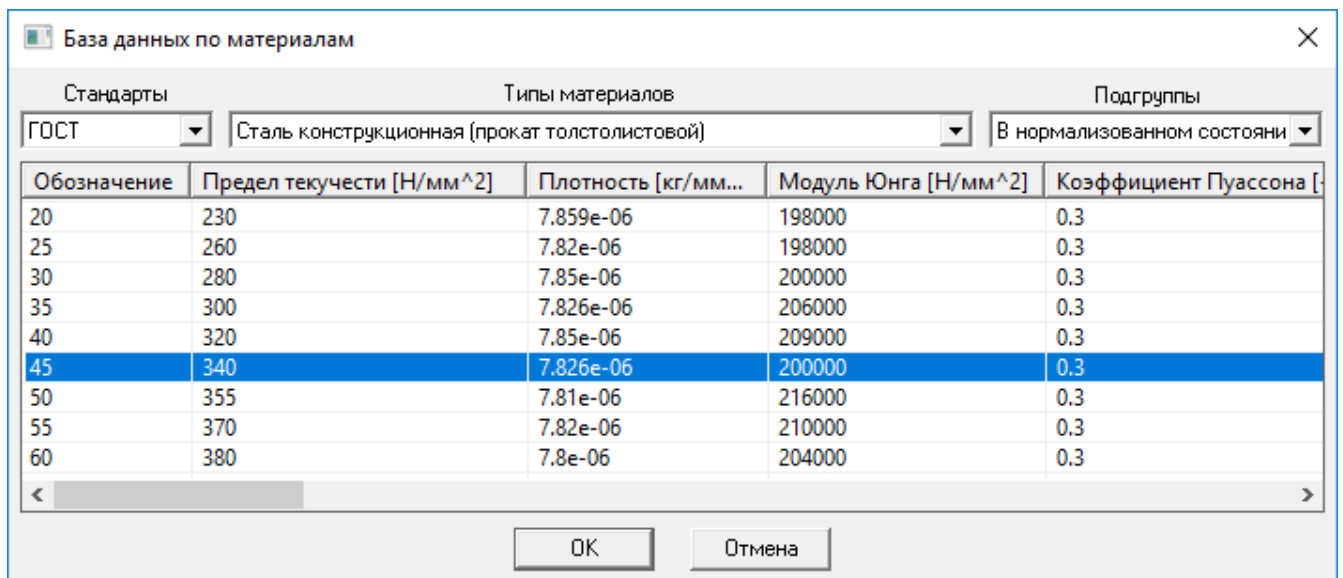 База данных по материалам
Стандарты Типы материалов Подгруппы
ГОСТ Сталь конструкционная (прокат толстолистовой) В нормализованном состояни
Обозначение Предел текучести [Н/мм^2] Плотность [кг/мм... Модуль Юнга [Н/мм^2] Коэффициент Пуассона [-
20 230 7.859e-06 198000 0.3
25 260 7.82e-06 198000 0.3
30 280 7.85e-06 200000 0.3
35 300 7.826e-06 206000 0.3
40 320 7.85e-06 209000 0.3
45 340 7.826e-06 200000 0.3
50 355 7.81e-06 216000 0.3
55 370 7.82e-06 210000 0.3
60 380 7.8e-06 204000 0.3
OK Отмена